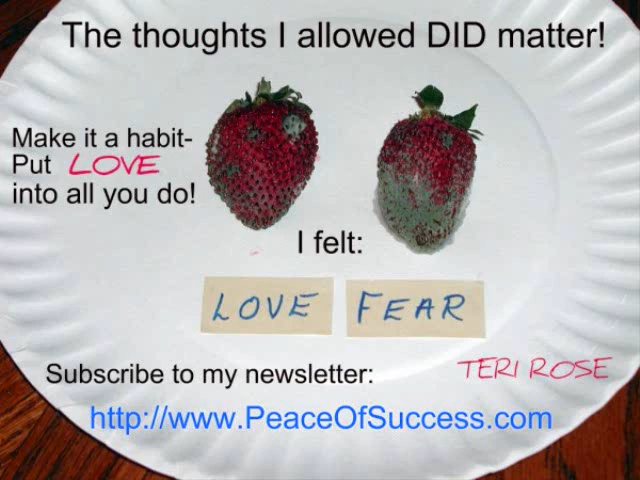 The thoughts I allowed DID matter!
Make it a habit-
Put LOVE
into all you do!
I felt:
LOVE FEAR
Subscribe to my newsletter:
TERI ROSE
http://www.PeaceOfSuccess.com